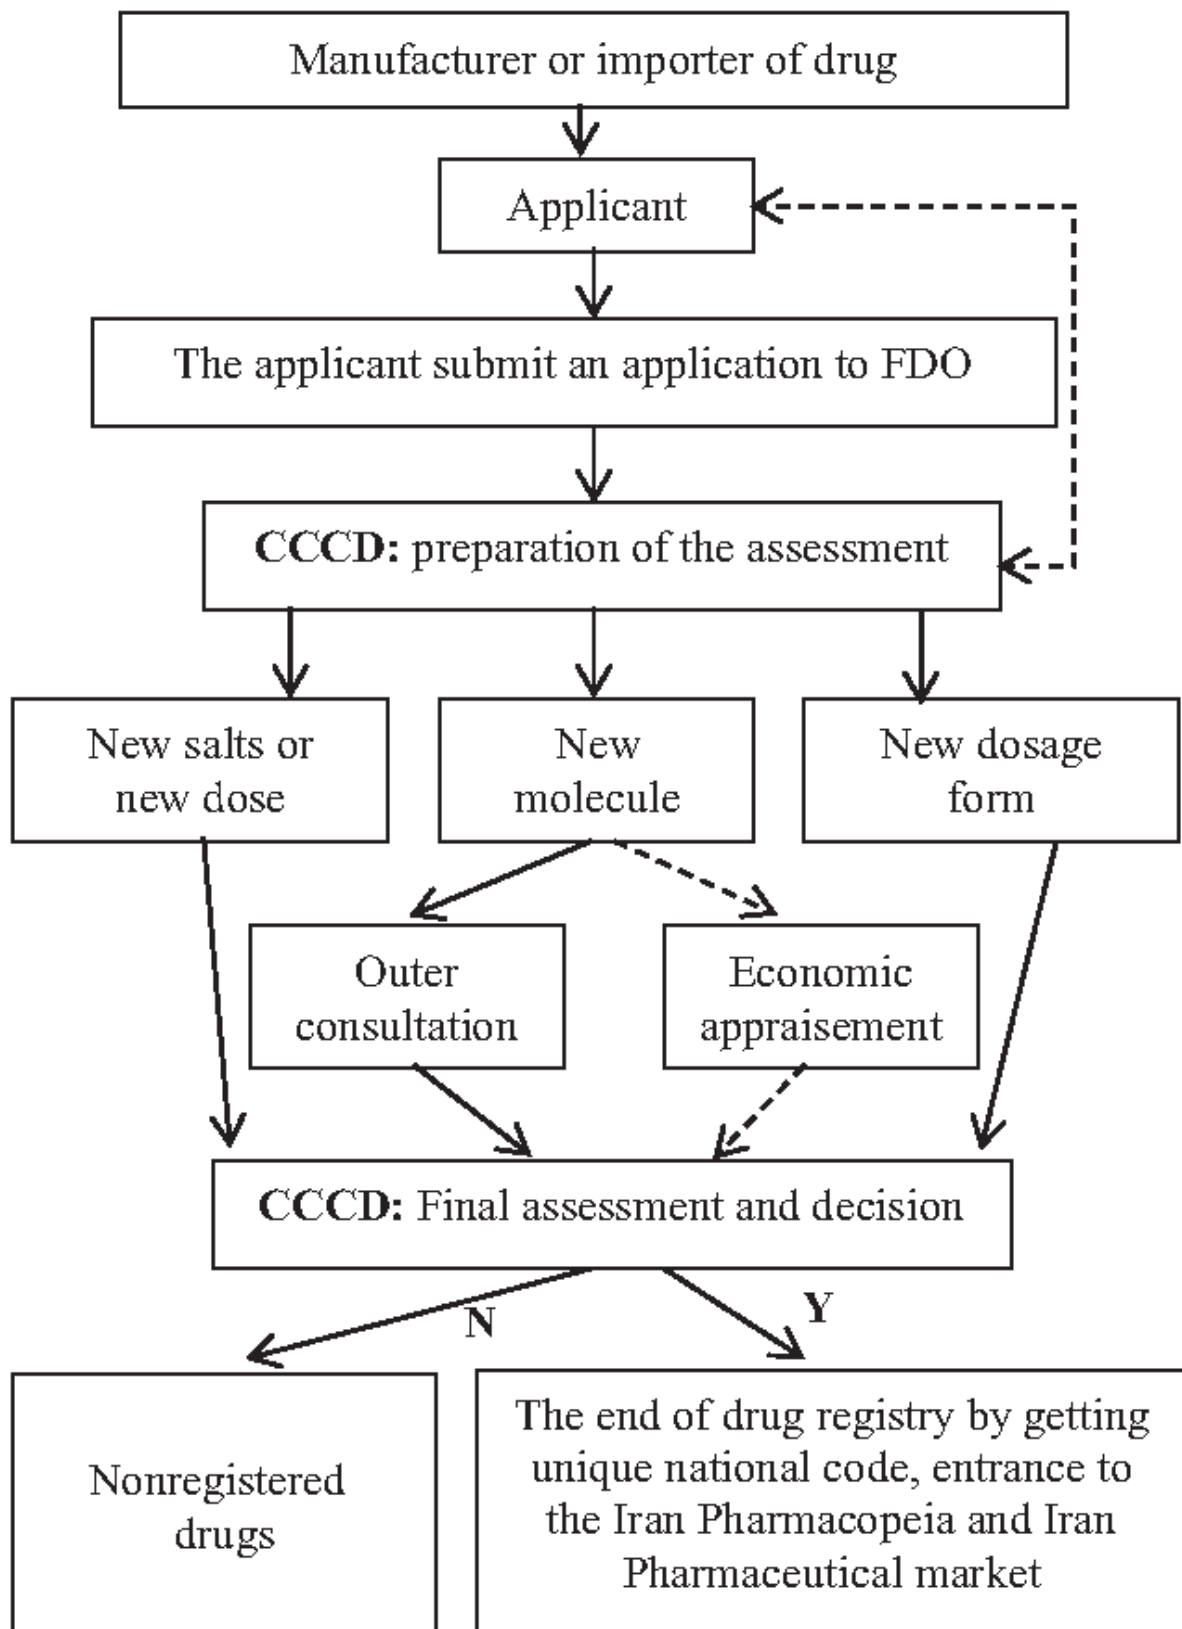 Manufacturer or importer of drug
Applicant
The applicant submit an application to FDO
CCCD: preparation of the assessment
New salts or
new dose
New
molecule
New dosage
form
Outer
consultation
Economic
appraisement
CCCD: Final assessment and decision
N
Y
Nonregistered
drugs
The end of drug registry by getting
unique national code, entrance to
the Iran Pharmacopeia and Iran
Pharmaceutical market